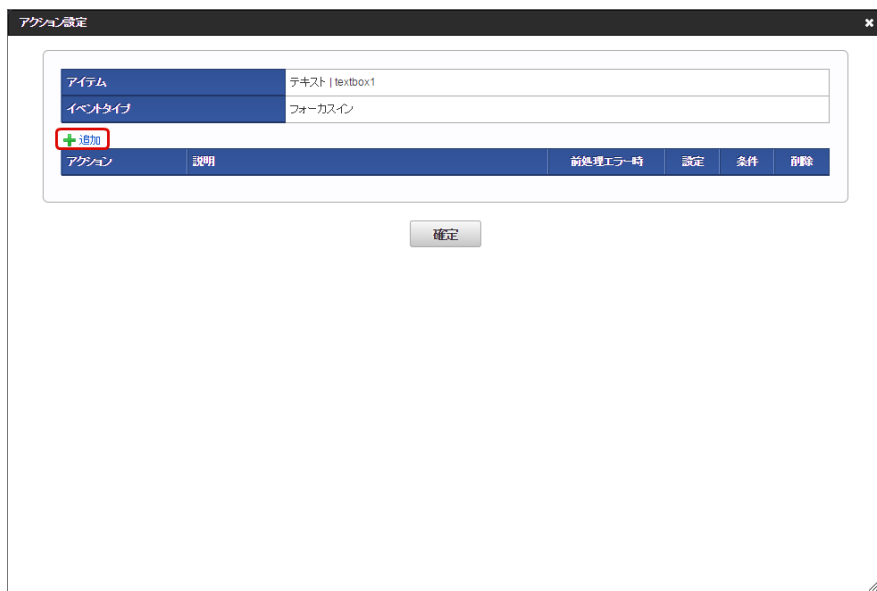 アクション設定
アイテム テキスト | textbox1
イベントタイプ フォーカスイン
追加
アクション 説明 前処理エラー時 設定 条件 削除
確定